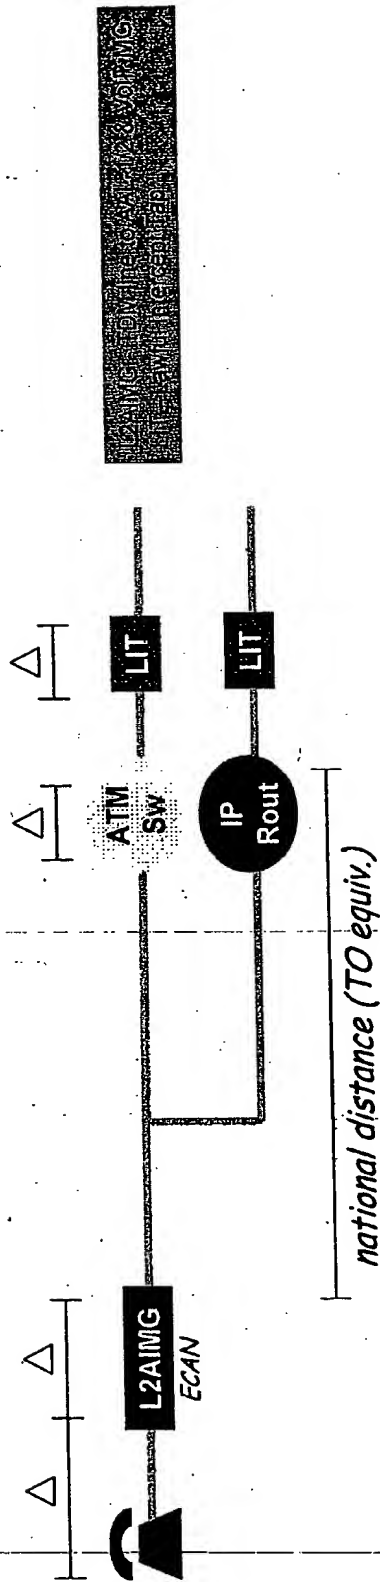 L2AIMG
ECAN
ATM
Sw
LIT
IP
Rout
LIT
national distance (TO equiv.)
Δ
Δ
Δ
Δ